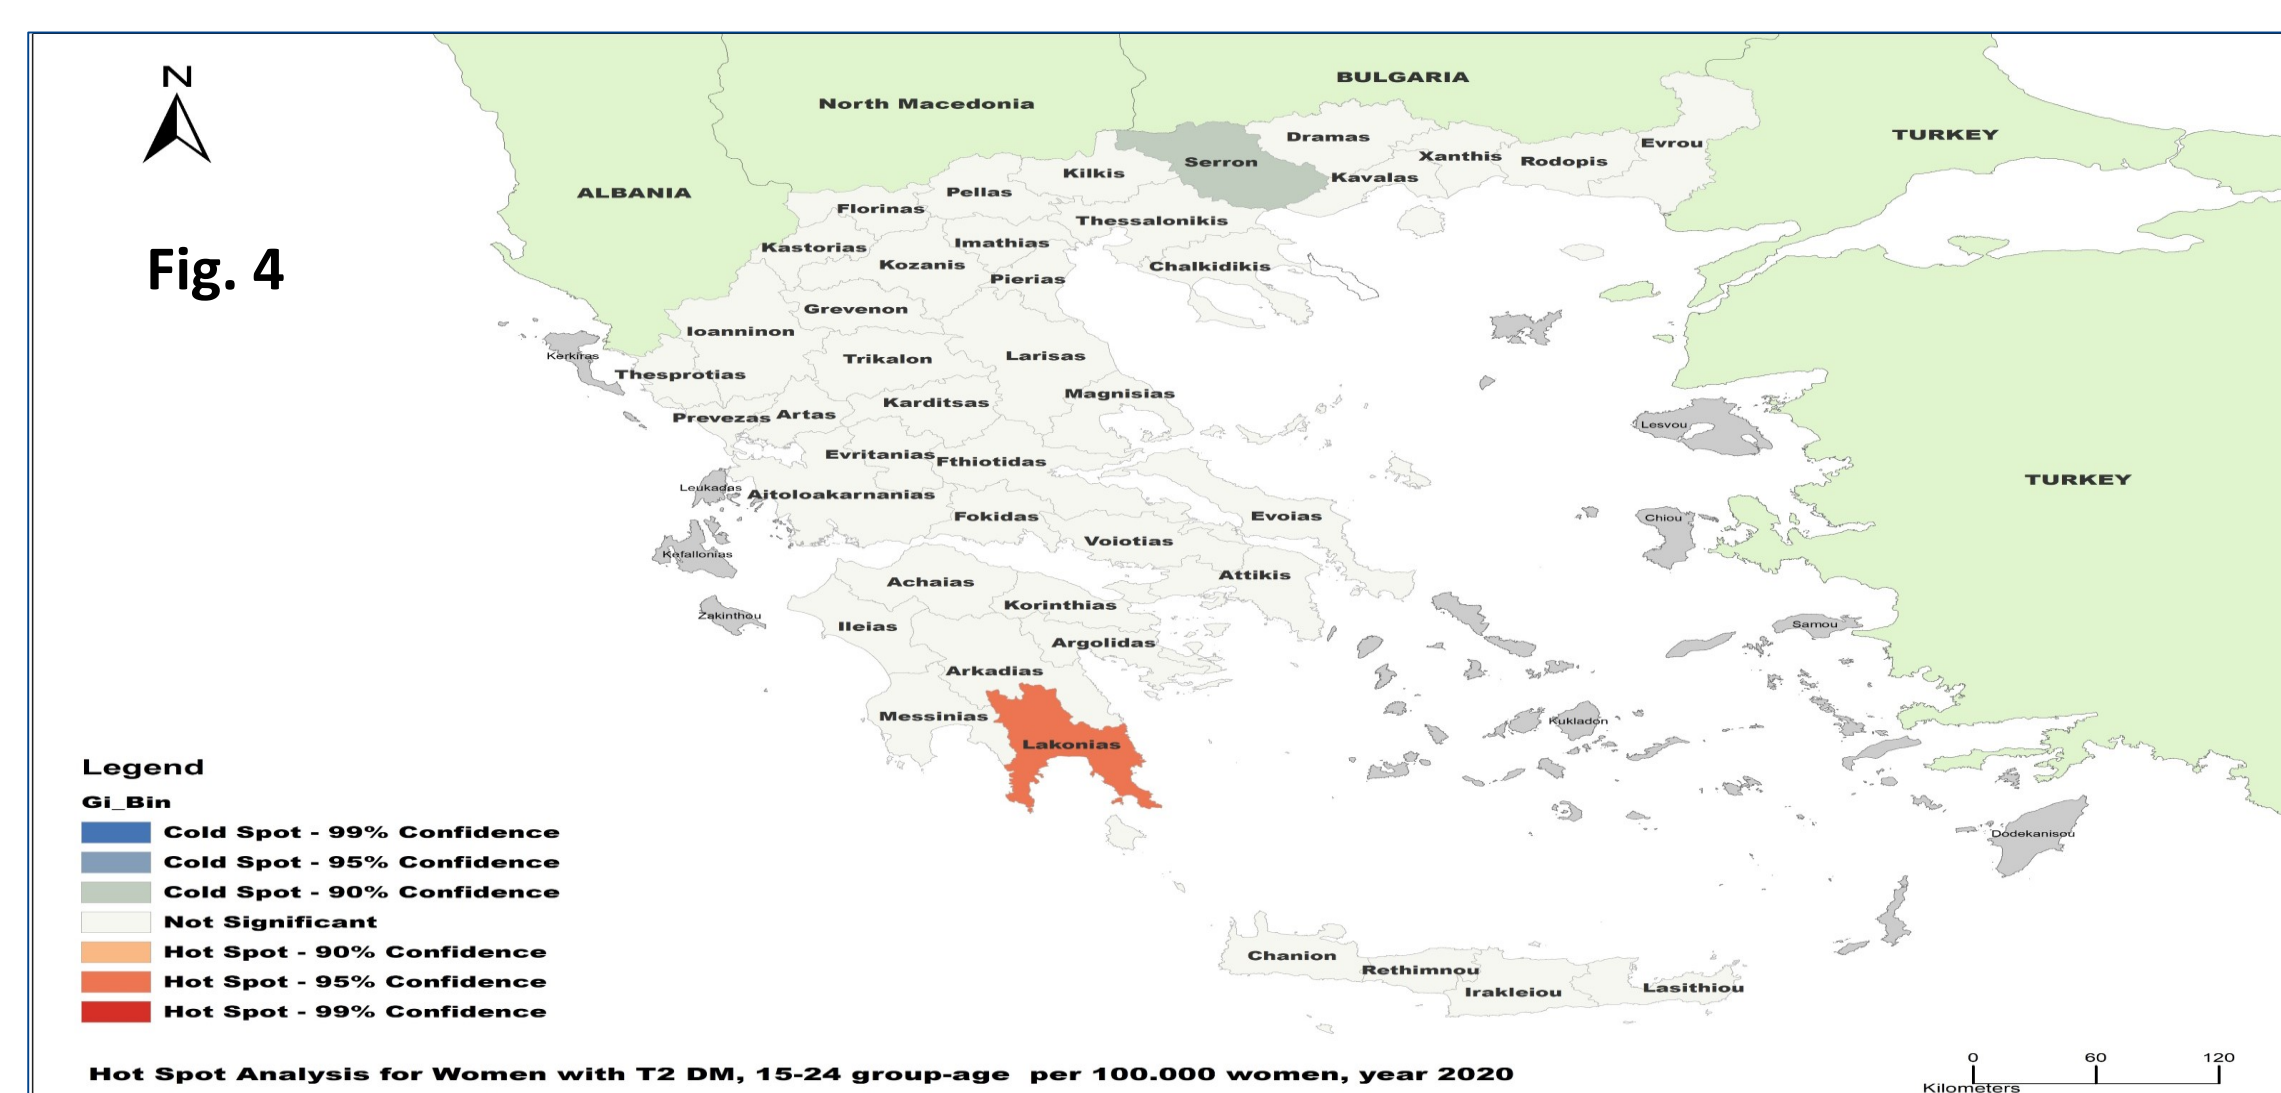 N
BULGARIA
North Macedonia
TURKEY
Dramas
Evrou
Xanthis
Serron
Rodopis
Kilkis
Kavalas
ALBANIA
Pellas
Florinas
Thessalonikis
Imathias
Kastorias
Kozanis
Chalkidikis
Fig. 4
Pierias
Grevenon
Ioanninon
Kerkiras
Trikalon
Larisas
Thesprotias
Magnisias
Karditsas
Prevezas
Artas
Lesvou
Evritanias
Fthiotidas
TURKEY
Leukadas
Aitoloakarnanias
Fokidas
Evoias
Chiou
Voiotias
Kefallonias
Attikis
Achaias
Korinthias
Zakinthou
Ileias
Samou
Argolidas
Arkadias
Messinias
Kukladon
Lakonias
Dodekanisou
Chanion
Rethimnou
Irakleiou
Lasithiou
Legend
Gi_Bin
Cold Spot - 99% Confidence
Cold Spot - 95% Confidence
Cold Spot - 90% Confidence
Not Significant
Hot Spot - 90% Confidence
Hot Spot - 95% Confidence
Hot Spot - 99% Confidence
Hot Spot Analysis for Women with T2 DM, 15-24 group-age per 100.000 women, year 2020
0 60 120
Kilometers